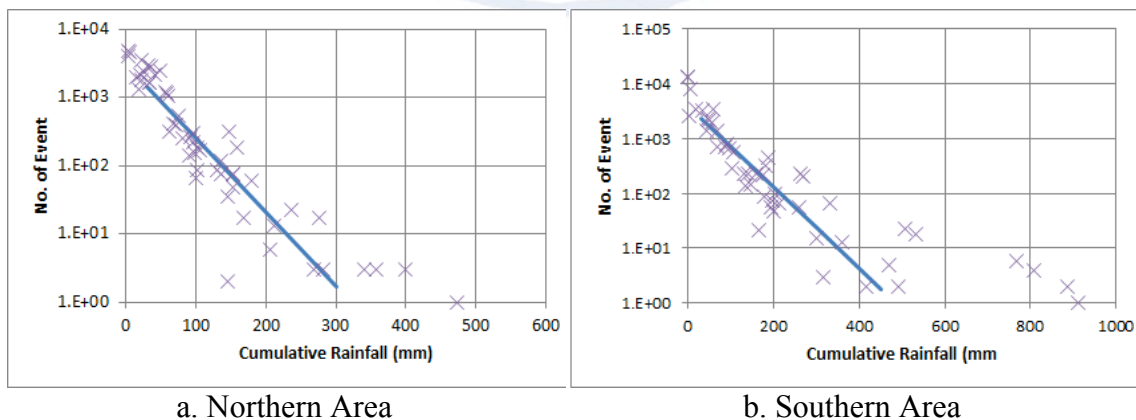 1.E+04
1.E+03
1.E+02
1.E+01
1.E+00
No. of Event
0 100 200 300 400 500 600
Cumulative Rainfall (mm)
a. Northern Area
1.E+05
1.E+04
1.E+03
1.E+02
1.E+01
1.E+00
No. of Event
0 200 400 600 800 1000
Cumulative Rainfall (mm
b. Southern Area